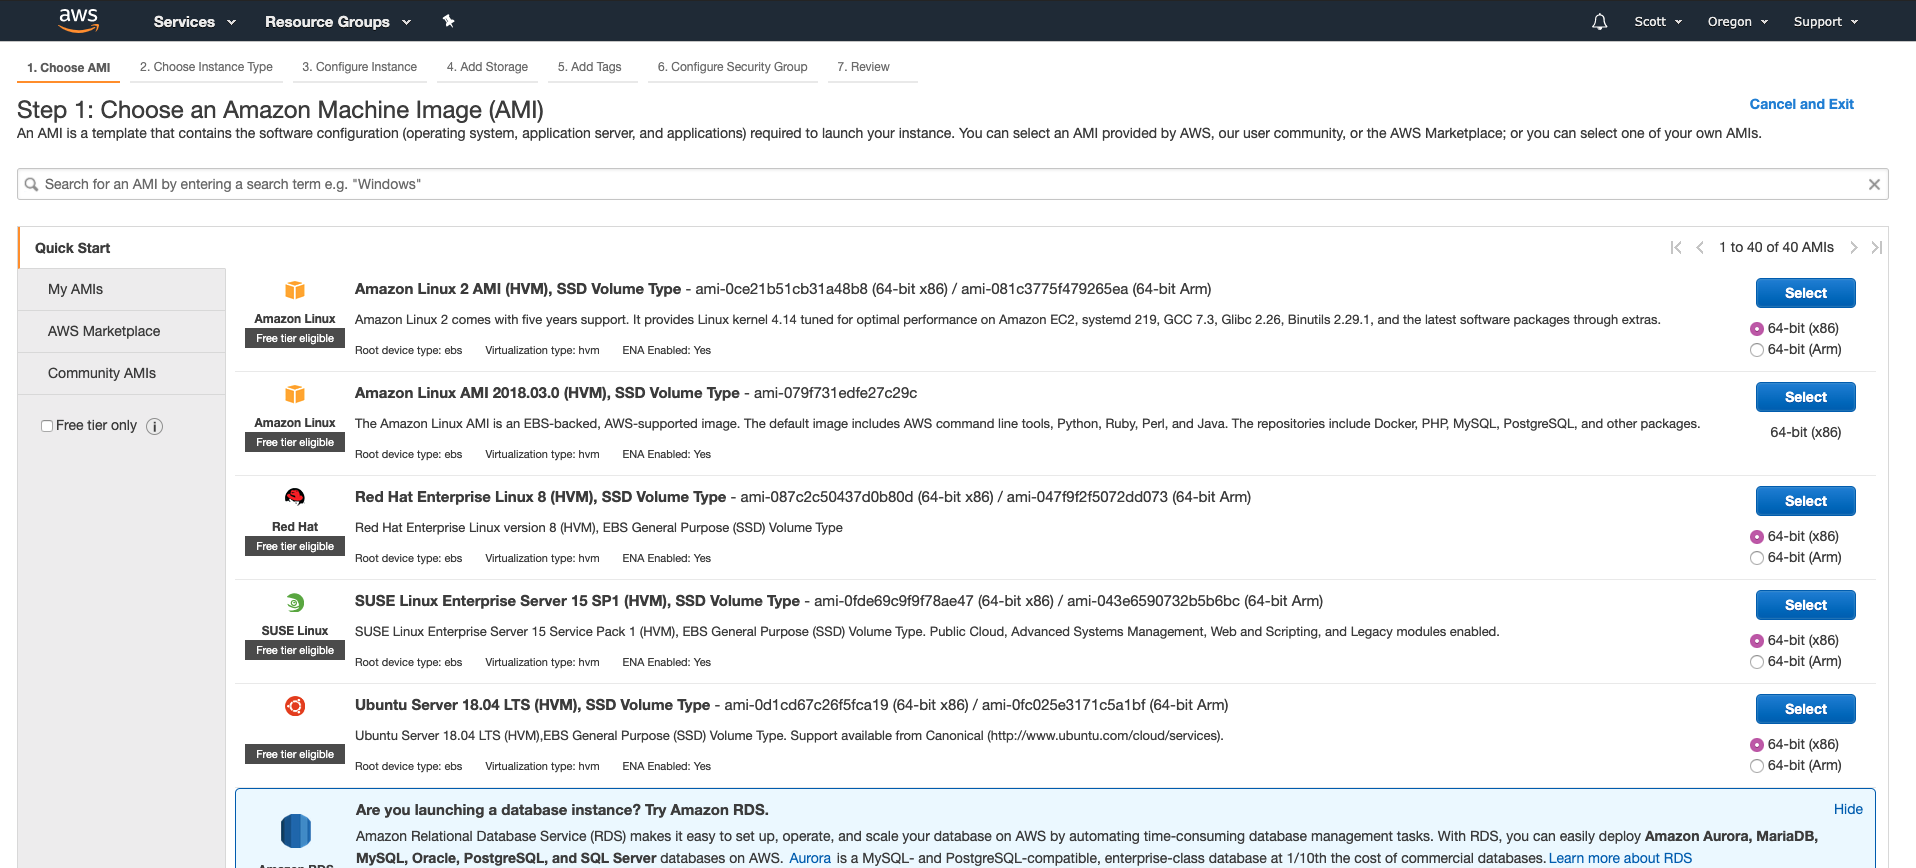 aws Services Resource Groups Scott Oregon Support
1. Choose AMI 2. Choose Instance Type 3. Configure Instance 4. Add Storage 5. Add Tags 6. Configure Security Group 7. Review
Step 1: Choose an Amazon Machine Image (AMI)
Cancel and Exit
An AMI is a template that contains the software configuration (operating system, application server, and applications) required to launch your instance. You can select an AMI provided by AWS, our user community, or the AWS Marketplace; or you can select one of your own AMIs.
Search for an AMI by entering a search term e.g. "Windows"
Quick Start
My AMIs
AWS Marketplace
Community AMIs
Free tier only
1 to 40 of 40 AMIs
Amazon Linux
Free tier eligible
Amazon Linux 2 AMI (HVM), SSD Volume Type - ami-0ce21b51cb31a48b8 (64-bit x86) / ami-081c3775f479265ea (64-bit Arm)
Amazon Linux 2 comes with five years support. It provides Linux kernel 4.14 tuned for optimal performance on Amazon EC2, systemd 219, GCC 7.3, Glibc 2.26, Binutils 2.29.1, and the latest software packages through extras.
Root device type: ebs Virtualization type: hvm ENA Enabled: Yes
Select
64-bit (x86)
64-bit (Arm)
Amazon Linux
Free tier eligible
Amazon Linux AMI 2018.03.0 (HVM), SSD Volume Type - ami-079f731edfe27c29c
The Amazon Linux AMI is an EBS-backed, AWS-supported image. The default image includes AWS command line tools, Python, Ruby, Perl, and Java. The repositories include Docker, PHP, MySQL, PostgreSQL, and other packages.
Root device type: ebs Virtualization type: hvm ENA Enabled: Yes
Select
64-bit (x86)
Red Hat
Free tier eligible
Red Hat Enterprise Linux 8 (HVM), SSD Volume Type - ami-087c2c50437d0b80d (64-bit x86) / ami-047f9f2f5072dd073 (64-bit Arm)
Red Hat Enterprise Linux version 8 (HVM), EBS General Purpose (SSD) Volume Type
Root device type: ebs Virtualization type: hvm ENA Enabled: Yes
Select
64-bit (x86)
64-bit (Arm)
SUSE Linux
Free tier eligible
SUSE Linux Enterprise Server 15 SP1 (HVM), SSD Volume Type - ami-0fde69c9f9f78ae47 (64-bit x86) / ami-043e6590732b5b6bc (64-bit Arm)
SUSE Linux Enterprise Server 15 Service Pack 1 (HVM), EBS General Purpose (SSD) Volume Type. Public Cloud, Advanced Systems Management, Web and Scripting, and Legacy modules enabled.
Root device type: ebs Virtualization type: hvm ENA Enabled: Yes
Select
64-bit (x86)
64-bit (Arm)
Free tier eligible
Ubuntu Server 18.04 LTS (HVM), SSD Volume Type - ami-0d1cd67c26f5fca19 (64-bit x86) / ami-0fc025e3171c5a1bf (64-bit Arm)
Ubuntu Server 18.04 LTS (HVM),EBS General Purpose (SSD) Volume Type. Support available from Canonical (http://www.ubuntu.com/cloud/services).
Root device type: ebs Virtualization type: hvm ENA Enabled: Yes
Select
64-bit (x86)
64-bit (Arm)
Are you launching a database instance? Try Amazon RDS.
Hide
Amazon Relational Database Service (RDS) makes it easy to set up, operate, and scale your database on AWS by automating time-consuming database management tasks. With RDS, you can easily deploy Amazon Aurora, MariaDB,
MySQL, Oracle, PostgreSQL, and SQL Server databases on AWS. Aurora is a MySQL- and PostgreSQL-compatible, enterprise-class database at 1/10th the cost of commercial databases. Learn more about RDS
Amazon RDS